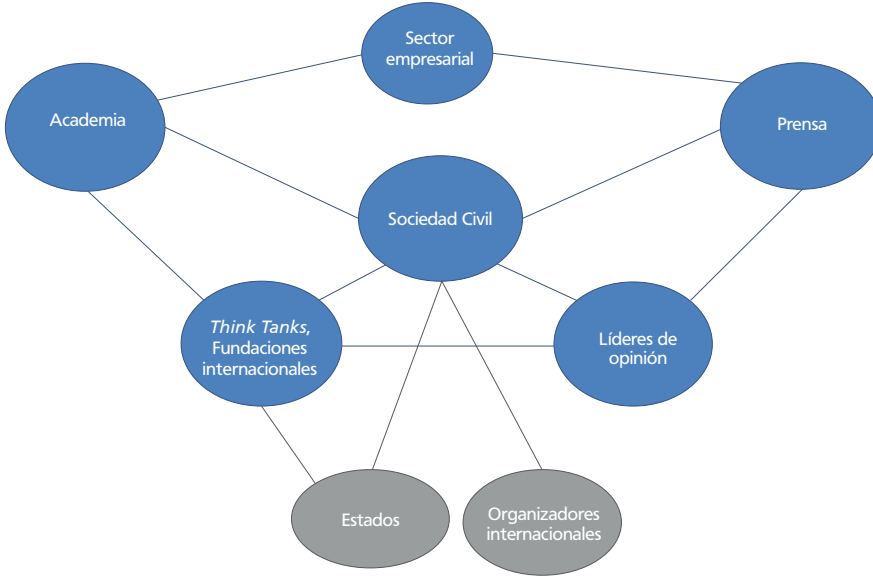 Sector
empresarial
Academia
Prensa
Sociedad Civil
Think Tanks,
Fundaciones
internacionales
Líderes de
opinión
Estados
Organizadores
internacionales